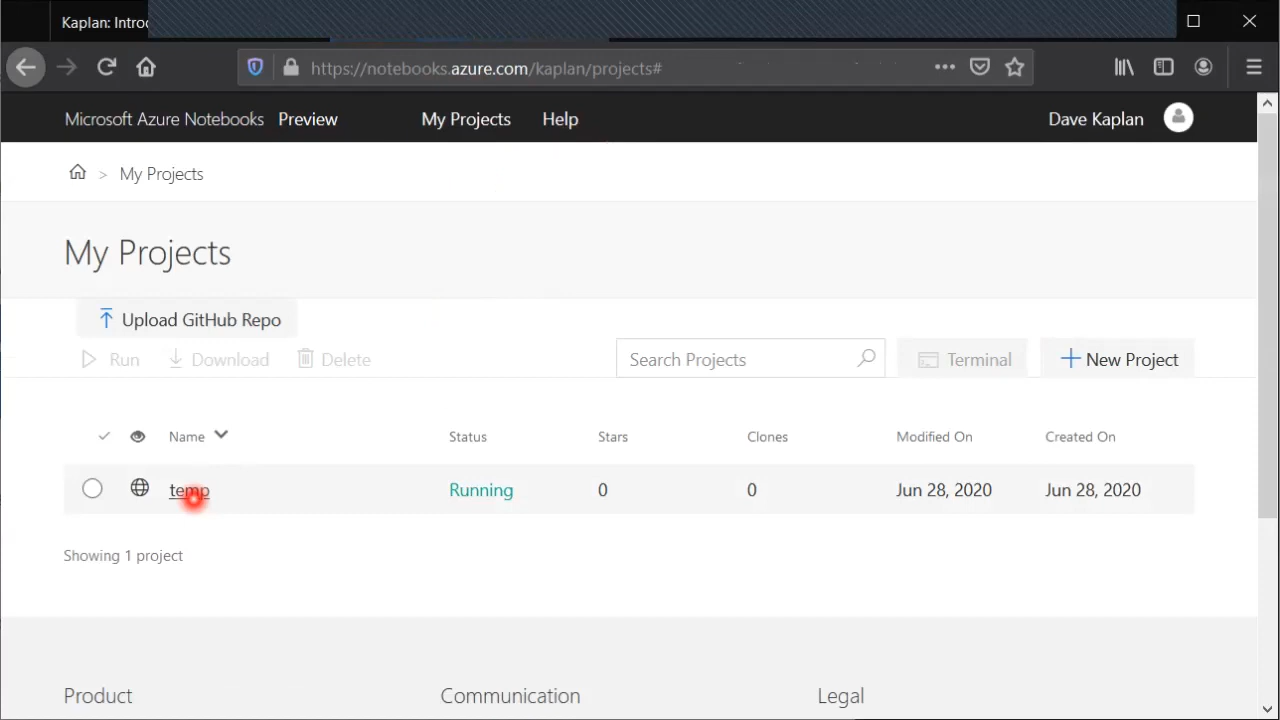 Kaplan: Introd
https://notebooks.azure.com/kaplan/projects#
Microsoft Azure Notebooks Preview My Projects Help Dave Kaplan
> My Projects
My Projects
Upload GitHub Repo
Run Download Delete Search Projects Terminal New Project
Name Status Stars Clones Modified On Created On
temp Running 0 0 Jun 28, 2020 Jun 28, 2020
Showing 1 project
Product Communication Legal